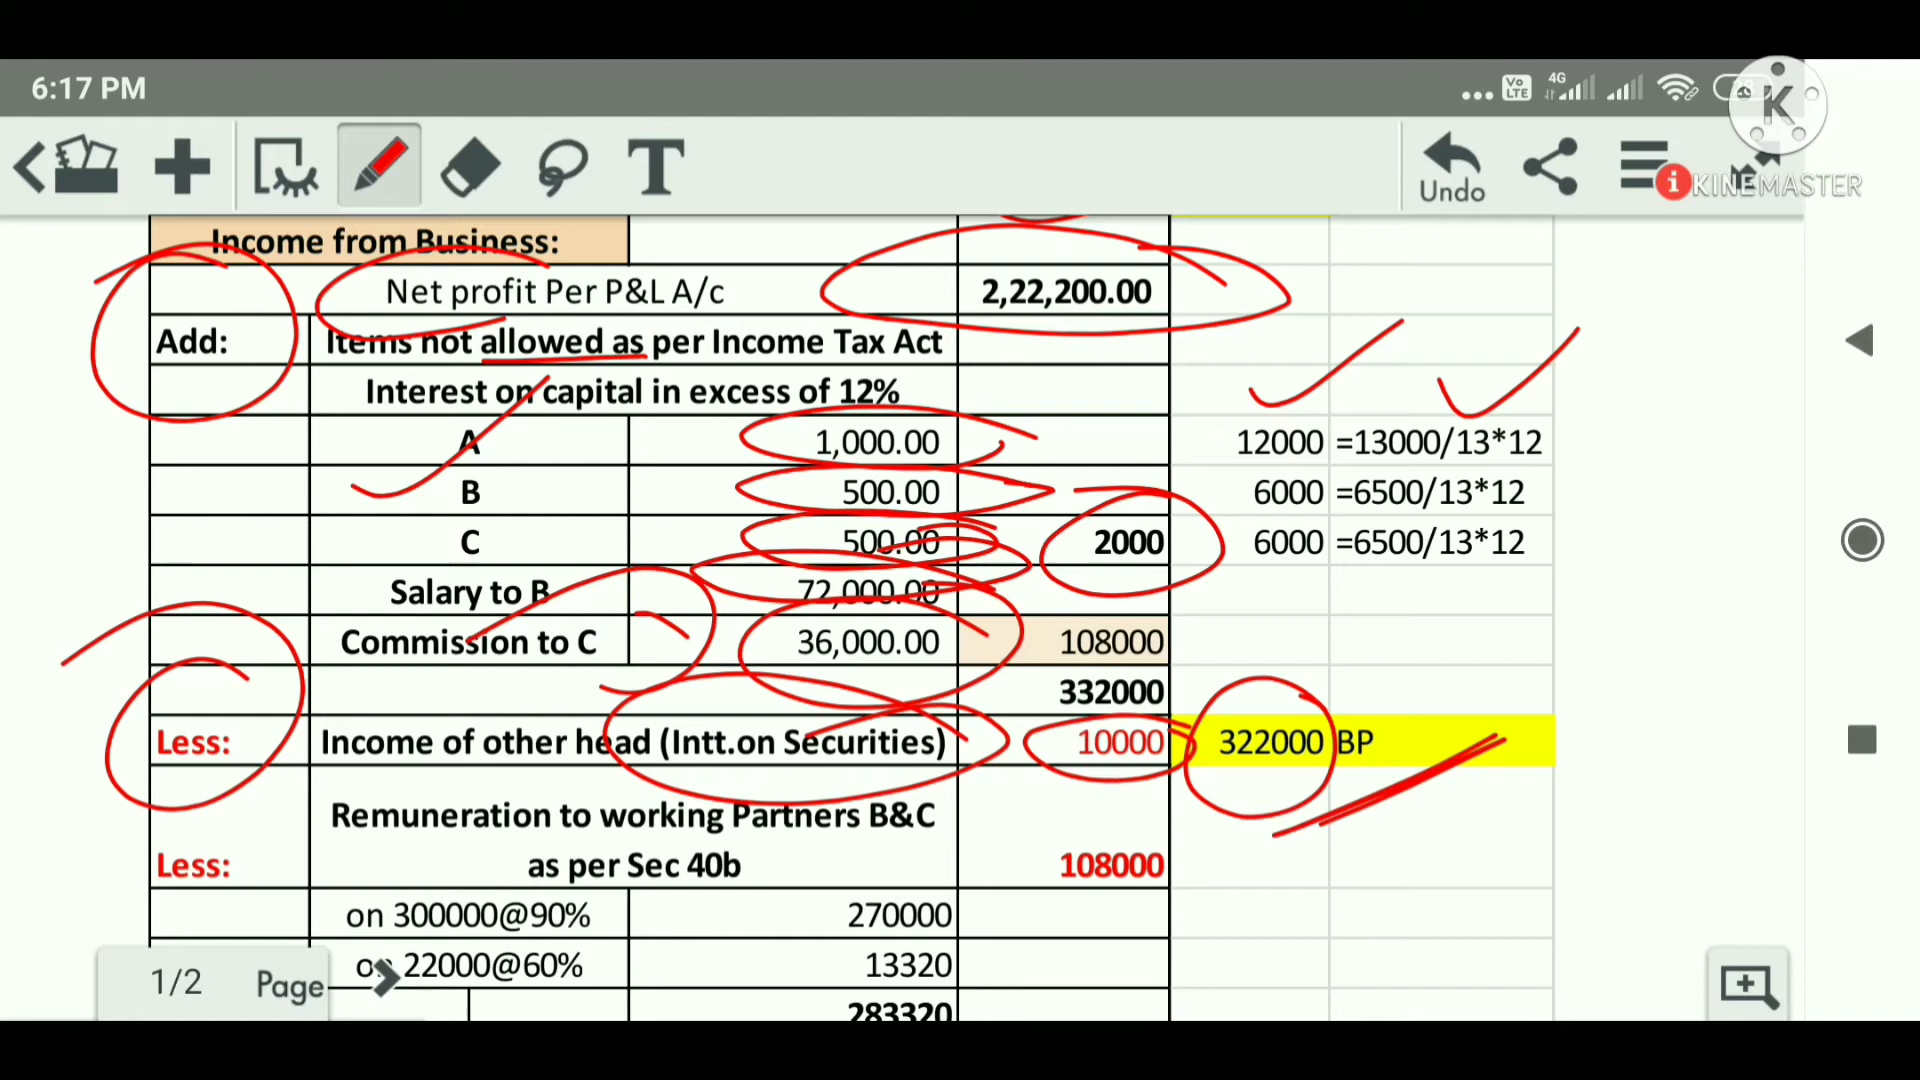 6:17 PM
Vo LTE 4G
Undo
KINEMASTER
Income from Business:
Net profit Per P&L A/c 2,22,200.00
Add: Items not allowed as per Income Tax Act
Interest on capital in excess of 12%
A 1,000.00 12000 =13000/13*12
B 500.00 6000 =6500/13*12
C 500.00 2000 6000 =6500/13*12
Salary to B 72,000.00
Commission to C 36,000.00 108000
332000
Less: Income of other head (Intt.on Securities) 10000 322000 BP
Remuneration to working Partners B&C
Less: as per Sec 40b 108000
on 300000@90% 270000
on 22000@60% 13320
283320
1/2 Page